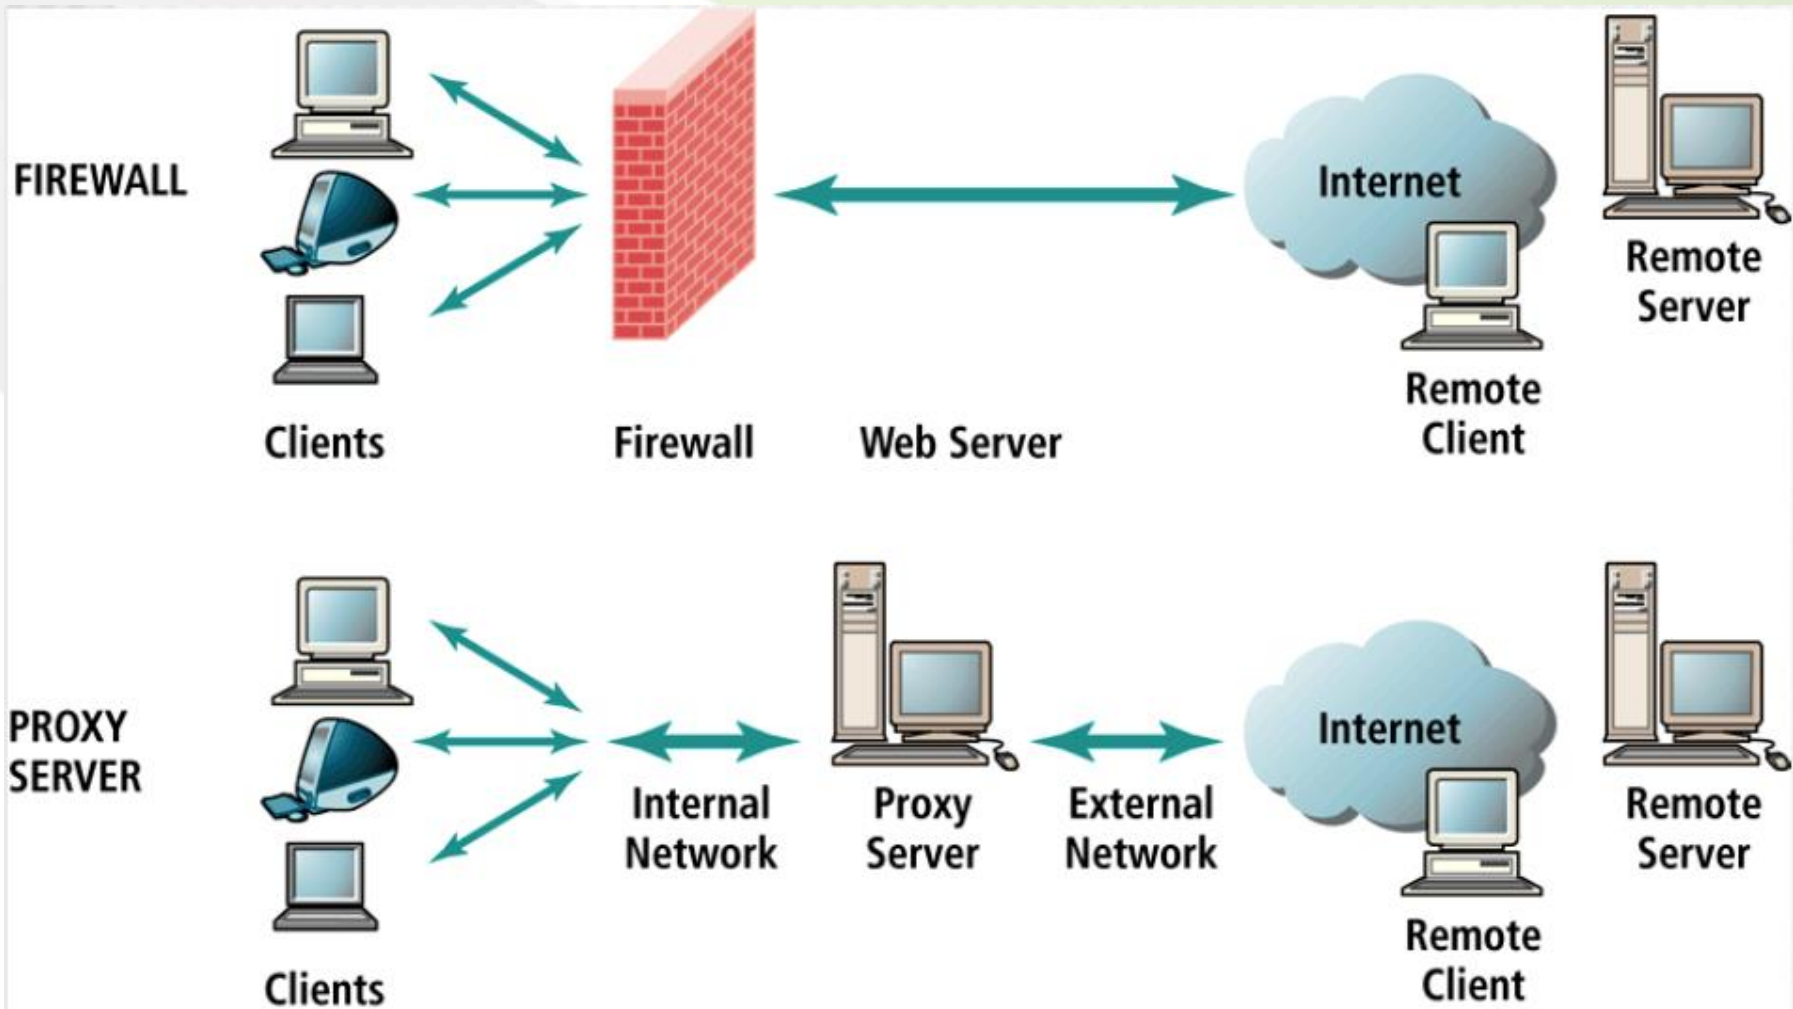 FIREWALL
Internet
Remote
Server
Remote
Client
Clients
Firewall
Web Server
PROXY
SERVER
Internet
Internal
Network
Proxy
Server
External
Network
Remote
Server
Remote
Client
Clients